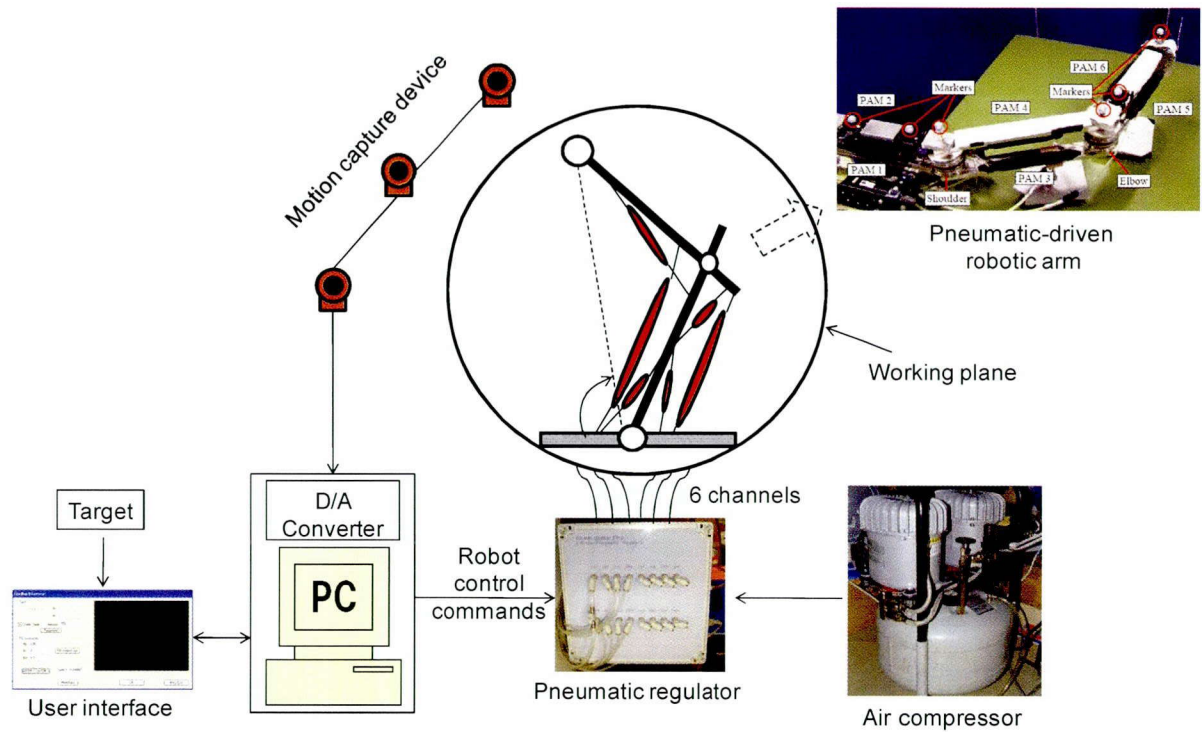 Motion capture device
PAM 6
PAM 2
Markers
Markers
PAM 4
PAM 5
PAM 1
PAM 3
Elbow
Shoulder
Pneumatic-driven
robotic arm
Working plane
6 channels
D/A
Converter
Target
PC
Robot
control
commands
User interface
Pneumatic regulator
Air compressor